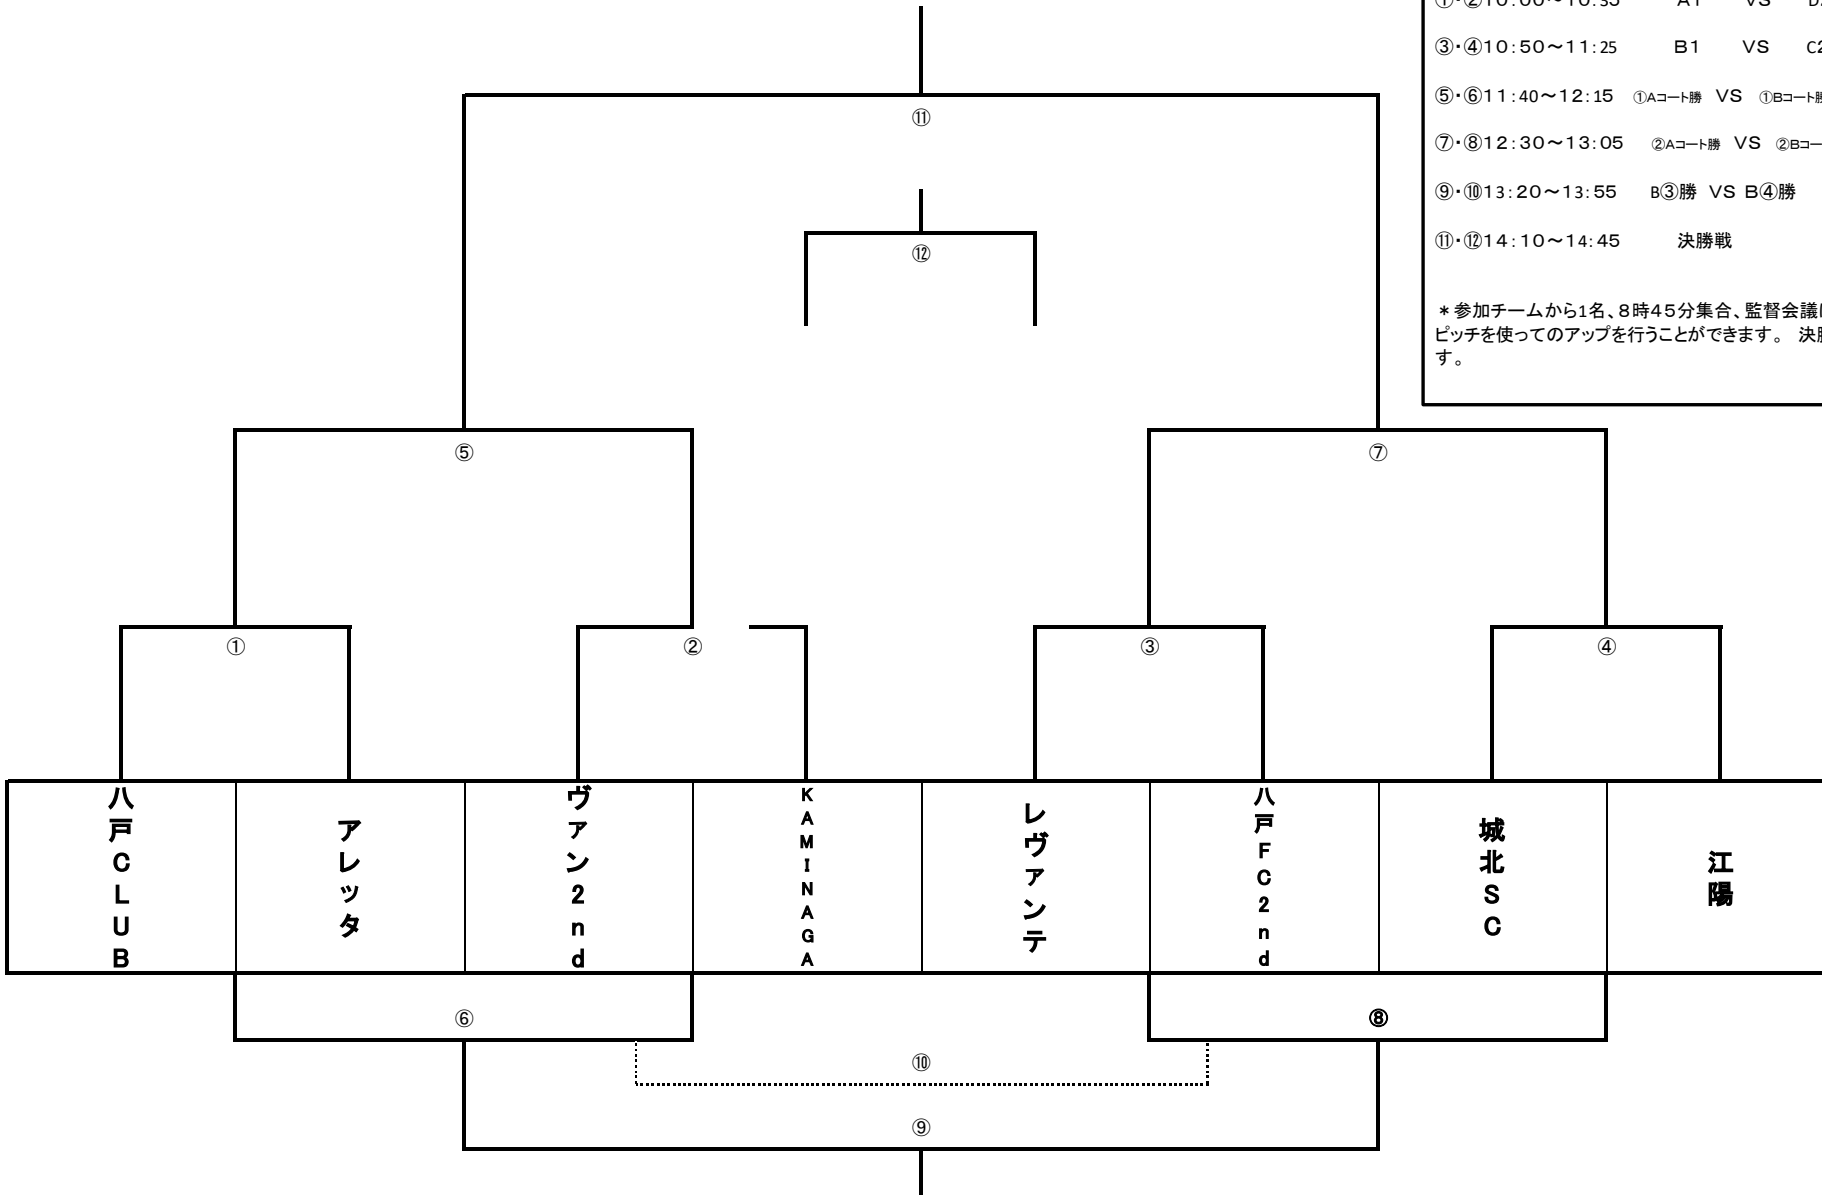 ①・②10:00～10:35 A1 VS
③・④10:50～11:25 B1 VS C2
⑤・⑥11:40～12:15 ①Aコート勝 VS ①Bコート勝
⑦・⑧12:30～13:05 ②Aコート勝 VS ②Bコー
⑨・⑩13:20～13:55 B③勝 VS B④勝
⑪・⑫14:10～14:45 決勝戦
＊参加チームから1名、8時45分集合、監督会議
ピッチを使ってのアップを行うことができます。 決
す。
⑪
⑫
⑤
⑦
①
②
③
④
八戸CLUB
アレッタ
ヴァン2nd
KAMINAGA
レヴァンテ
八戸FC2nd
城北SC
江陽
⑥
⑧
⑩
⑨